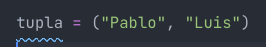 tupla = ("Pablo", "Luis")